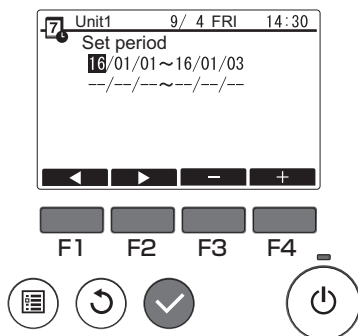 7 Unit1 9/ 4 FRI 14:30
Set period
16/01/01~16/01/03
--/--/--~--/--/--
− +
F1 F2 F3 F4